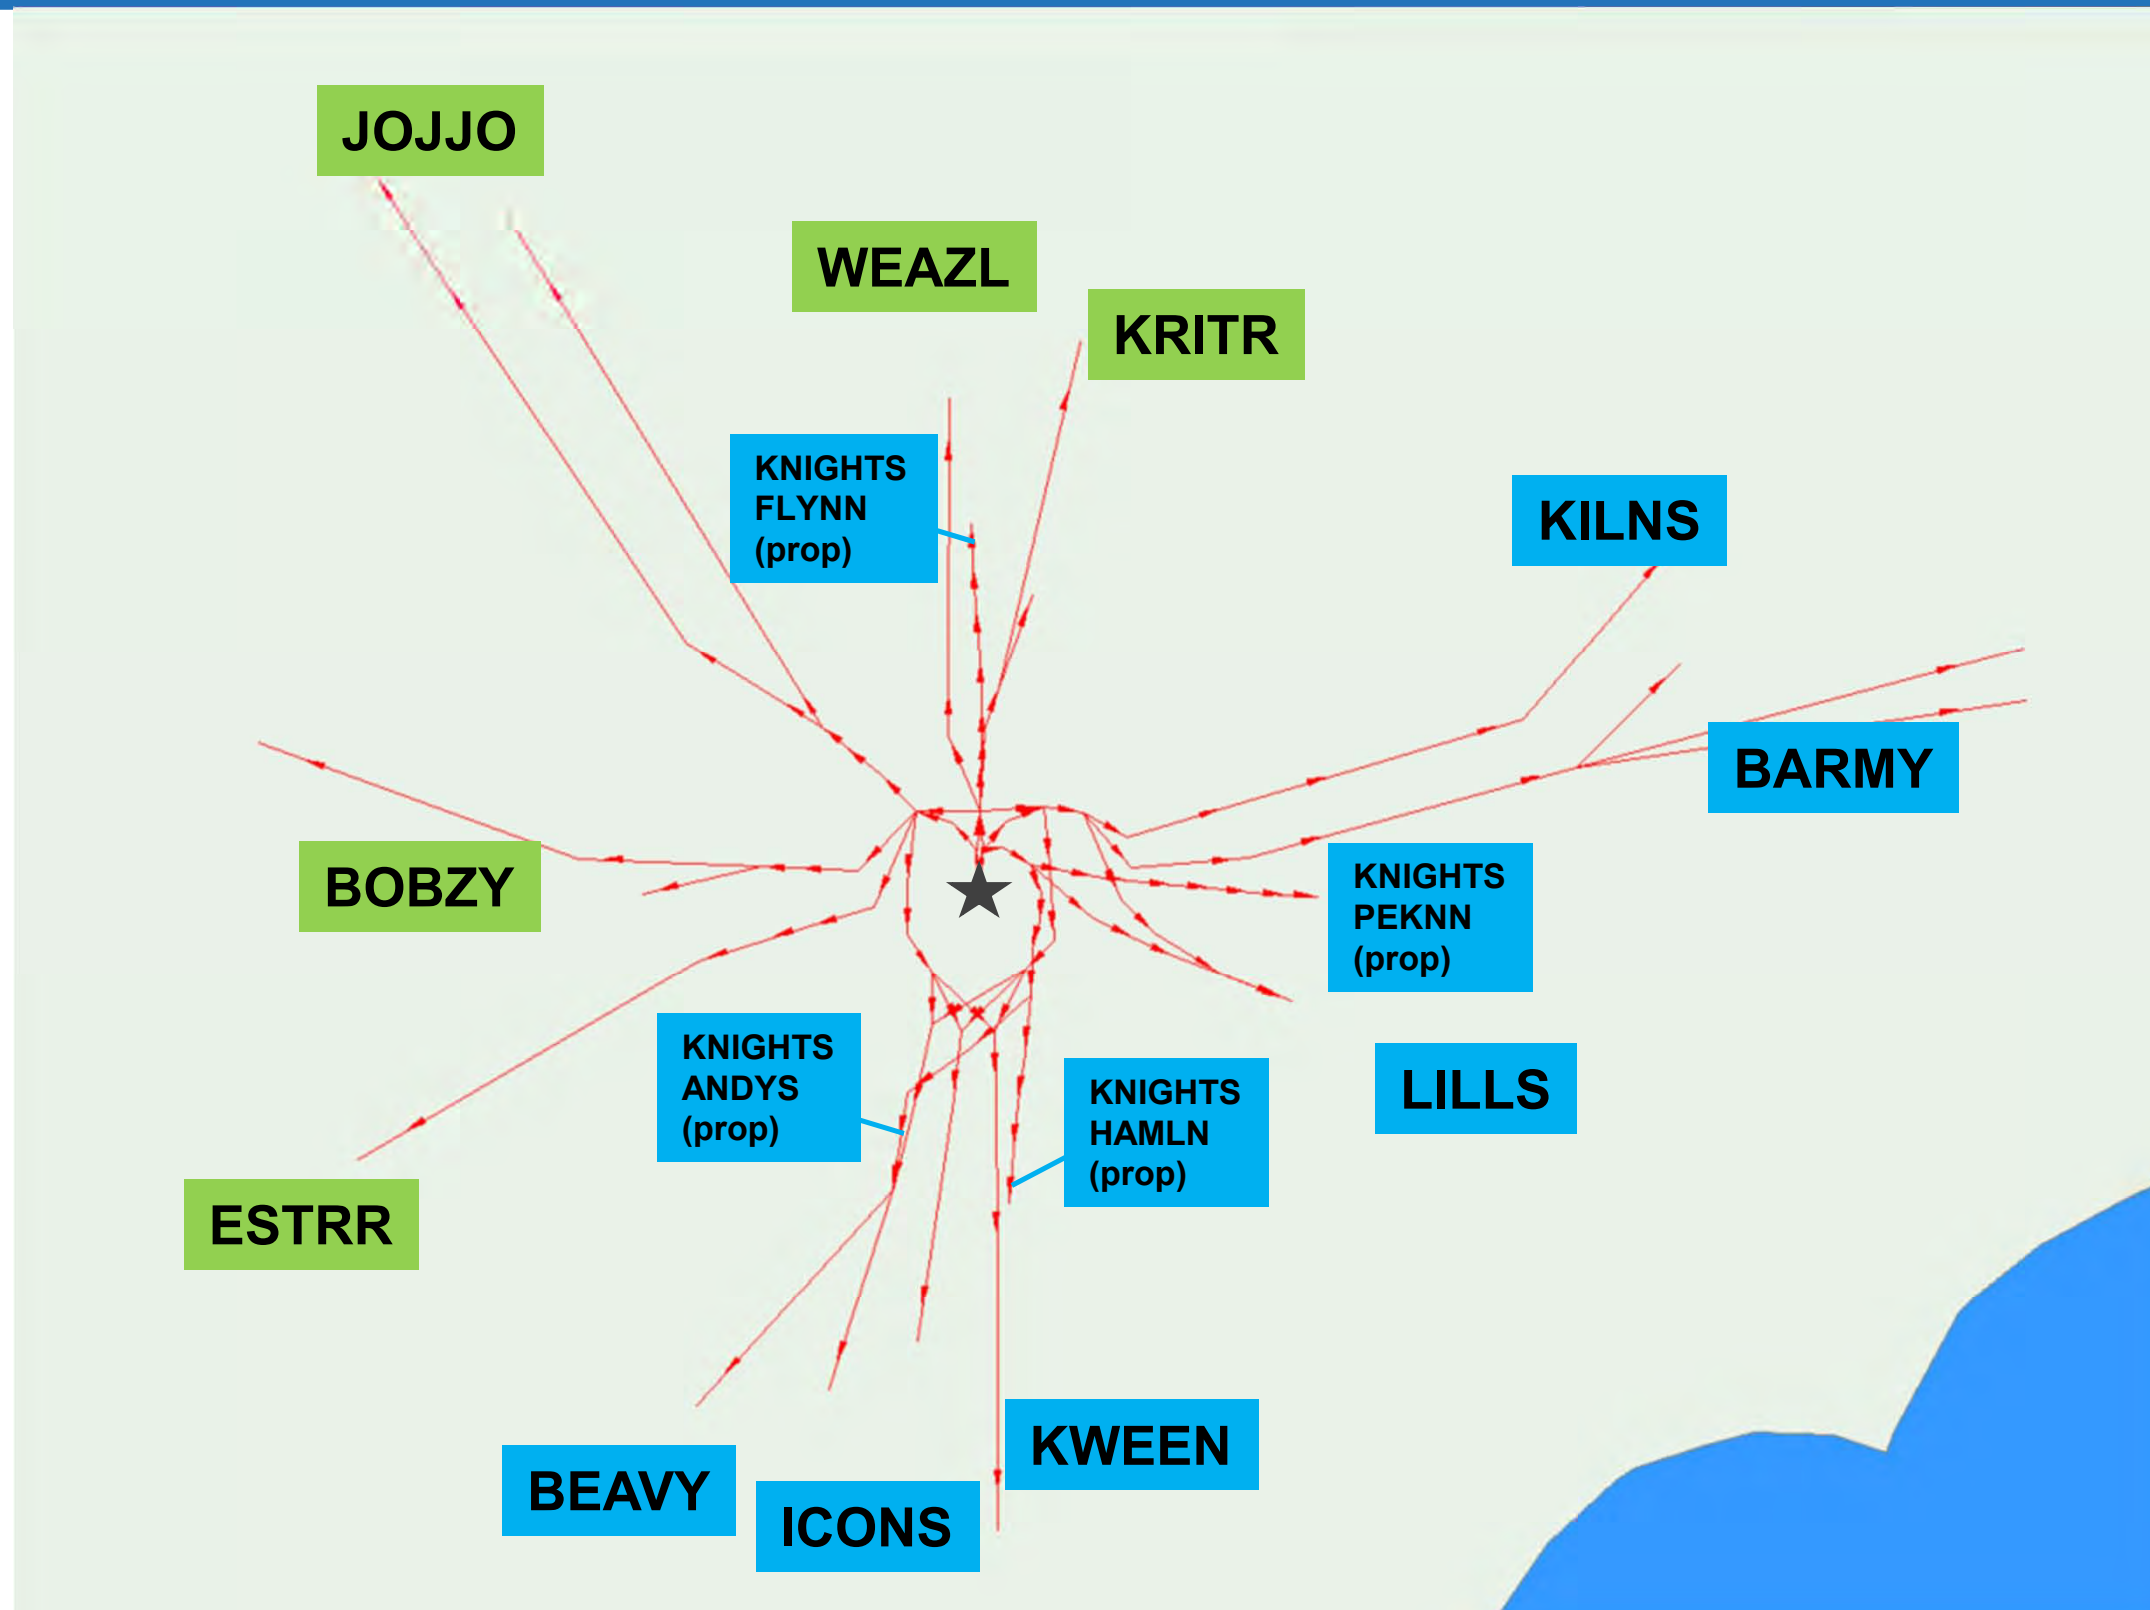 JOJJO
WEAZL
KRITR
KNIGHTS
FLYNN
(prop)
KILNS
BARMY
BOBZY
KNIGHTS
PEKNN
(prop)
KNIGHTS
ANDYS
(prop)
KNIGHTS
HAMLN
(prop)
LILLS
ESTRR
KWEEN
BEAVY
ICONS